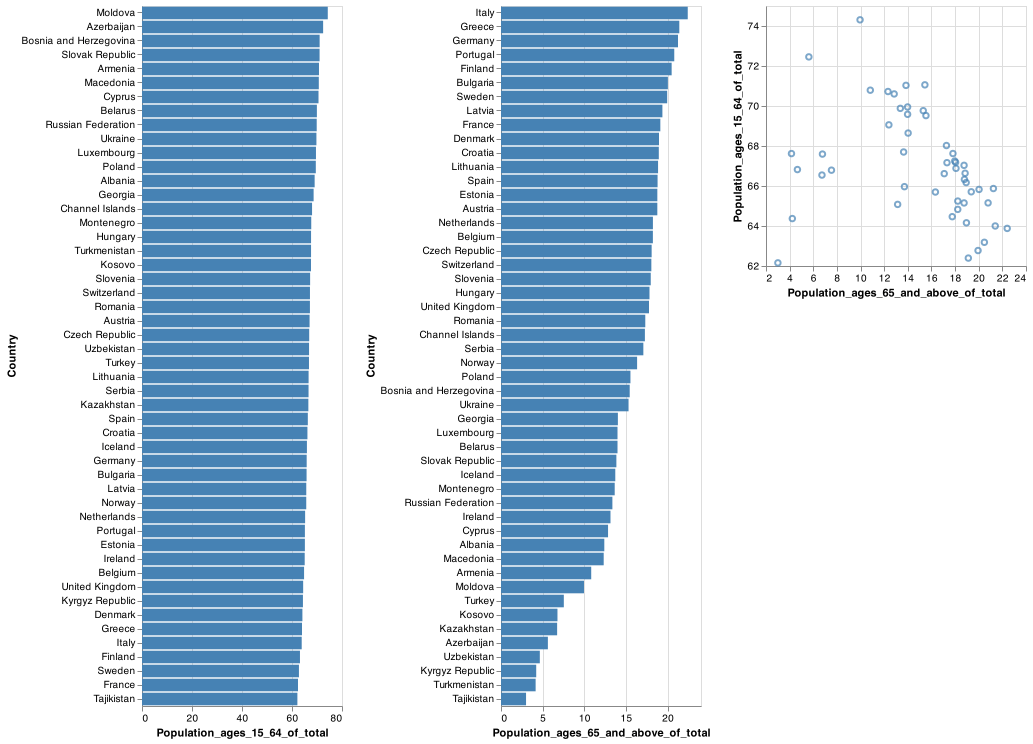 Moldova
Azerbaijan
Bosnia and Herzegovina
Slovak Republic
Armenia
Macedonia
Cyprus
Belarus
Russian Federation
Ukraine
Luxembourg
Poland
Albania
Georgia
Channel Islands
Montenegro
Hungary
Turkmenistan
Kosovo
Slovenia
Switzerland
Romania
Austria
Czech Republic
Uzbekistan
Turkey
Lithuania
Serbia
Kazakhstan
Spain
Croatia
Iceland
Germany
Bulgaria
Latvia
Norway
Netherlands
Portugal
Estonia
Ireland
Belgium
United Kingdom
Kyrgyz Republic
Denmark
Greece
Italy
Finland
Sweden
France
Tajikistan
Country
0 20 40 60 80
Population_ages_15_64_of_total
Italy
Greece
Germany
Portugal
Finland
Bulgaria
Sweden
Latvia
France
Denmark
Croatia
Lithuania
Spain
Estonia
Austria
Netherlands
Belgium
Czech Republic
Switzerland
Slovenia
Hungary
United Kingdom
Romania
Channel Islands
Serbia
Norway
Poland
Bosnia and Herzegovina
Ukraine
Georgia
Luxembourg
Belarus
Slovak Republic
Iceland
Montenegro
Russian Federation
Ireland
Cyprus
Albania
Macedonia
Armenia
Moldova
Turkey
Kosovo
Kazakhstan
Azerbaijan
Uzbekistan
Kyrgyz Republic
Turkmenistan
Tajikistan
Country
0 5 10 15 20
Population_ages_65_and_above_of_total
74
72
70
68
66
64
62
Population_ages_15_64_of_total
2 4 6 8 10 12 14 16 18 20 22 24
Population_ages_65_and_above_of_total